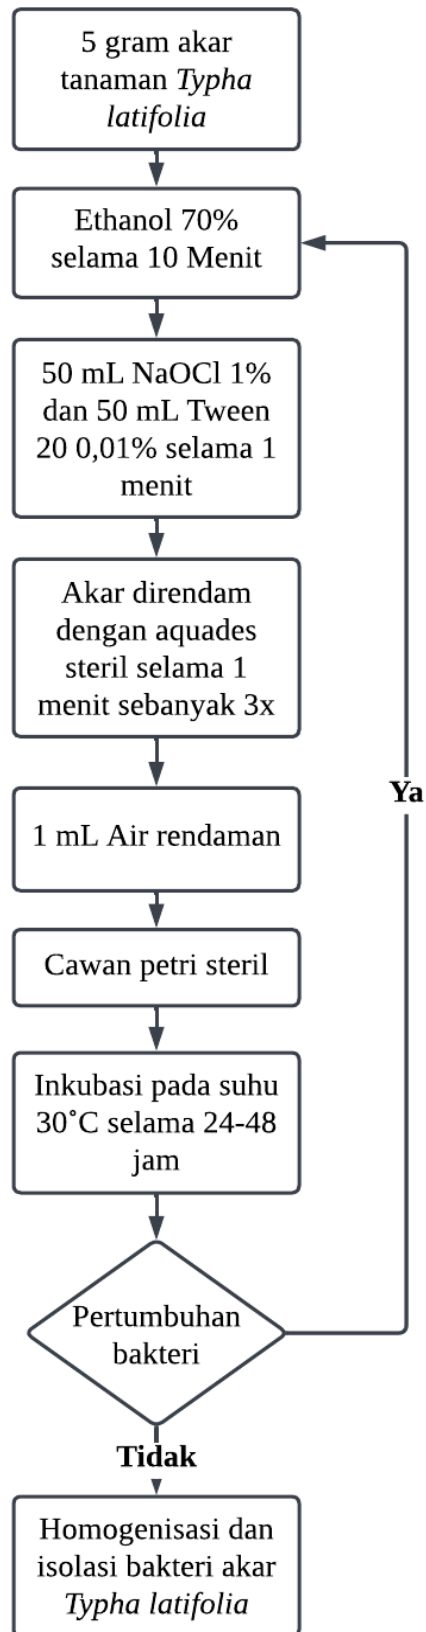 5 gram akar
tanaman Typha
latifolia
Ethanol 70%
selama 10 Menit
50 mL NaOCl 1%
dan 50 mL Tween
20 0,01% selama 1
menit
Akar direndam
dengan aquades
steril selama 1
menit sebanyak 3x
1 mL Air rendaman
Cawan petri steril
Inkubasi pada suhu
30˚C selama 24-48
jam
Pertumbuhan
bakteri
Ya
Tidak
Homogenisasi dan
isolasi bakteri akar
Typha latifolia